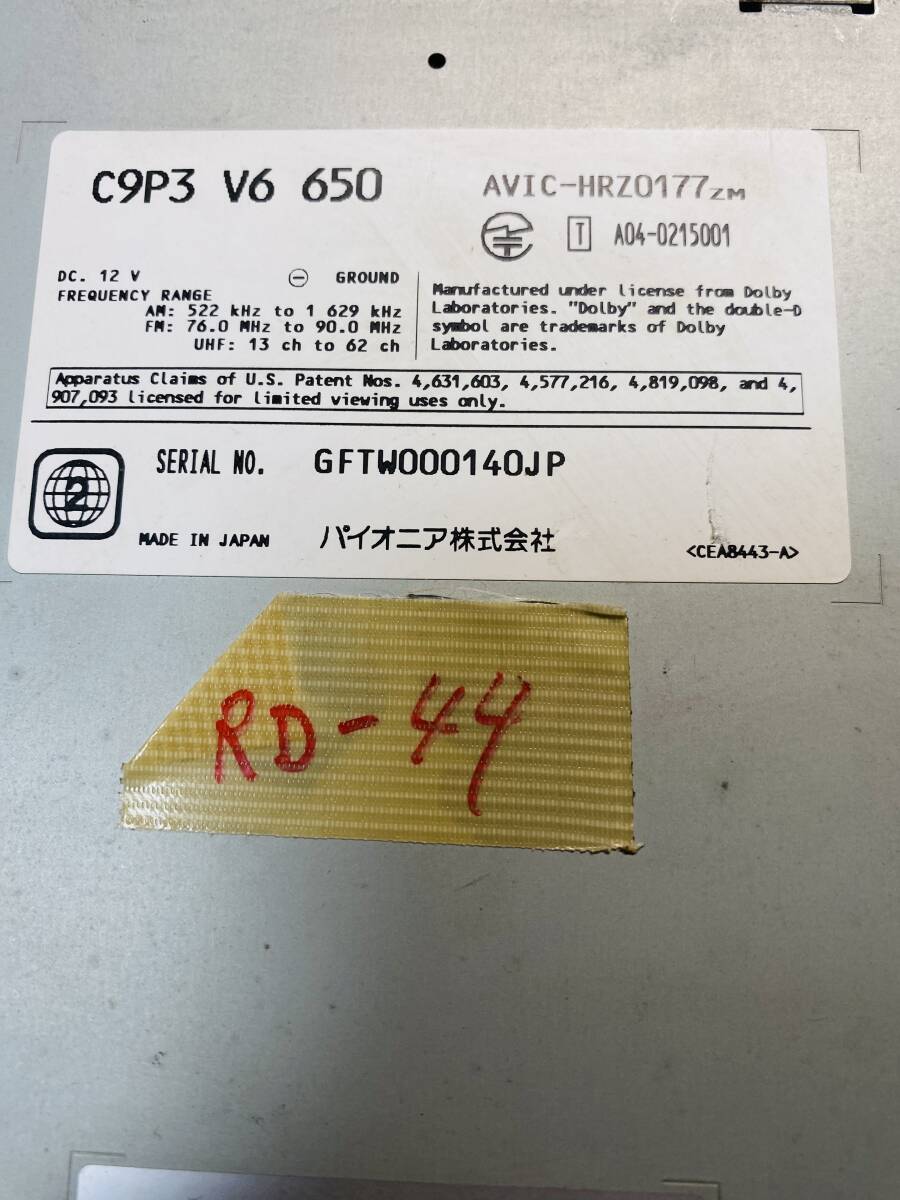 C9P3 V6 650
AVIC-HRZ0177ZM
T A04-0215001
DC. 12 V ⊖ GROUND
FREQUENCY RANGE
AM: 522 kHz to 1 629 kHz
FM: 76.0 MHz to 90.0 MHz
UHF: 13 ch to 62 ch
Manufactured under license from Dolby
Laboratories. "Dolby" and the double-D
symbol are trademarks of Dolby
Laboratories.
Apparatus Claims of U.S. Patent Nos. 4,631,603, 4,577,216, 4,819,098, and 4,
907,093 licensed for limited viewing uses only.
2
SERIAL NO. GFTW000140JP
MADE IN JAPAN パイオニア株式会社 <CEA8443-A>
RD-44